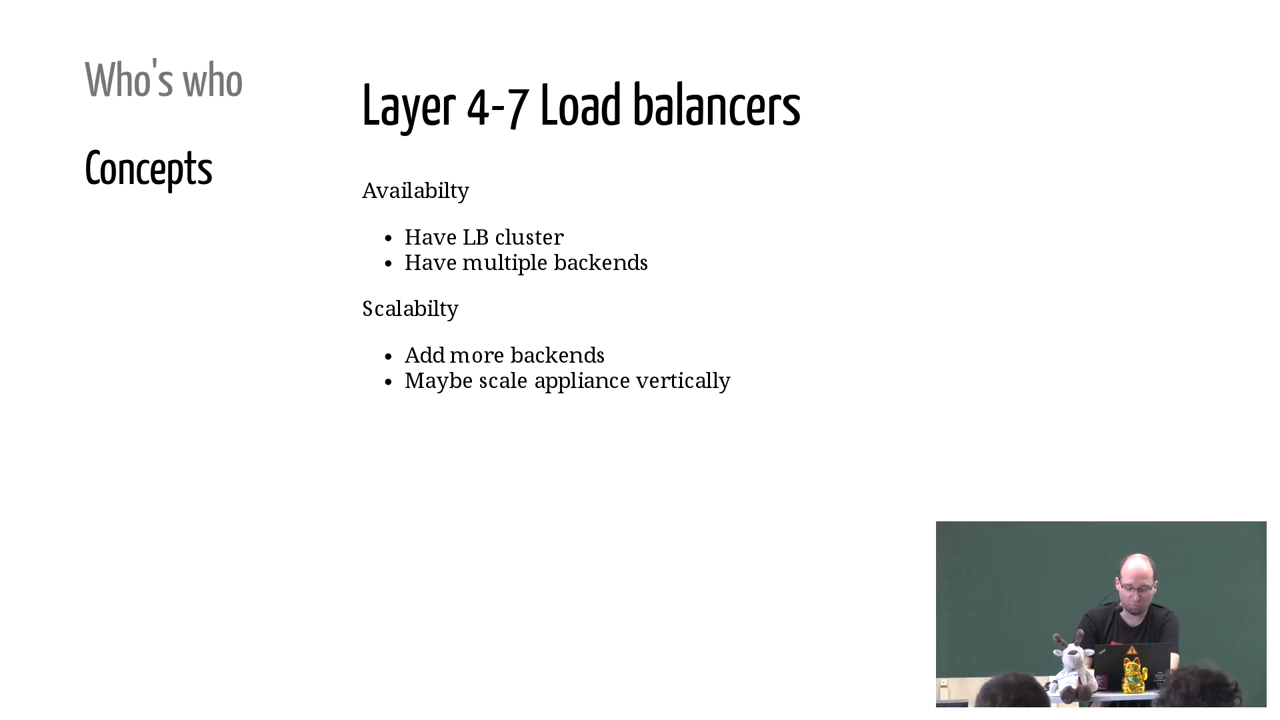 Who's who
Concepts
Layer 4-7 Load balancers
Availabilty
• Have LB cluster
• Have multiple backends
Scalabilty
• Add more backends
• Maybe scale appliance vertically